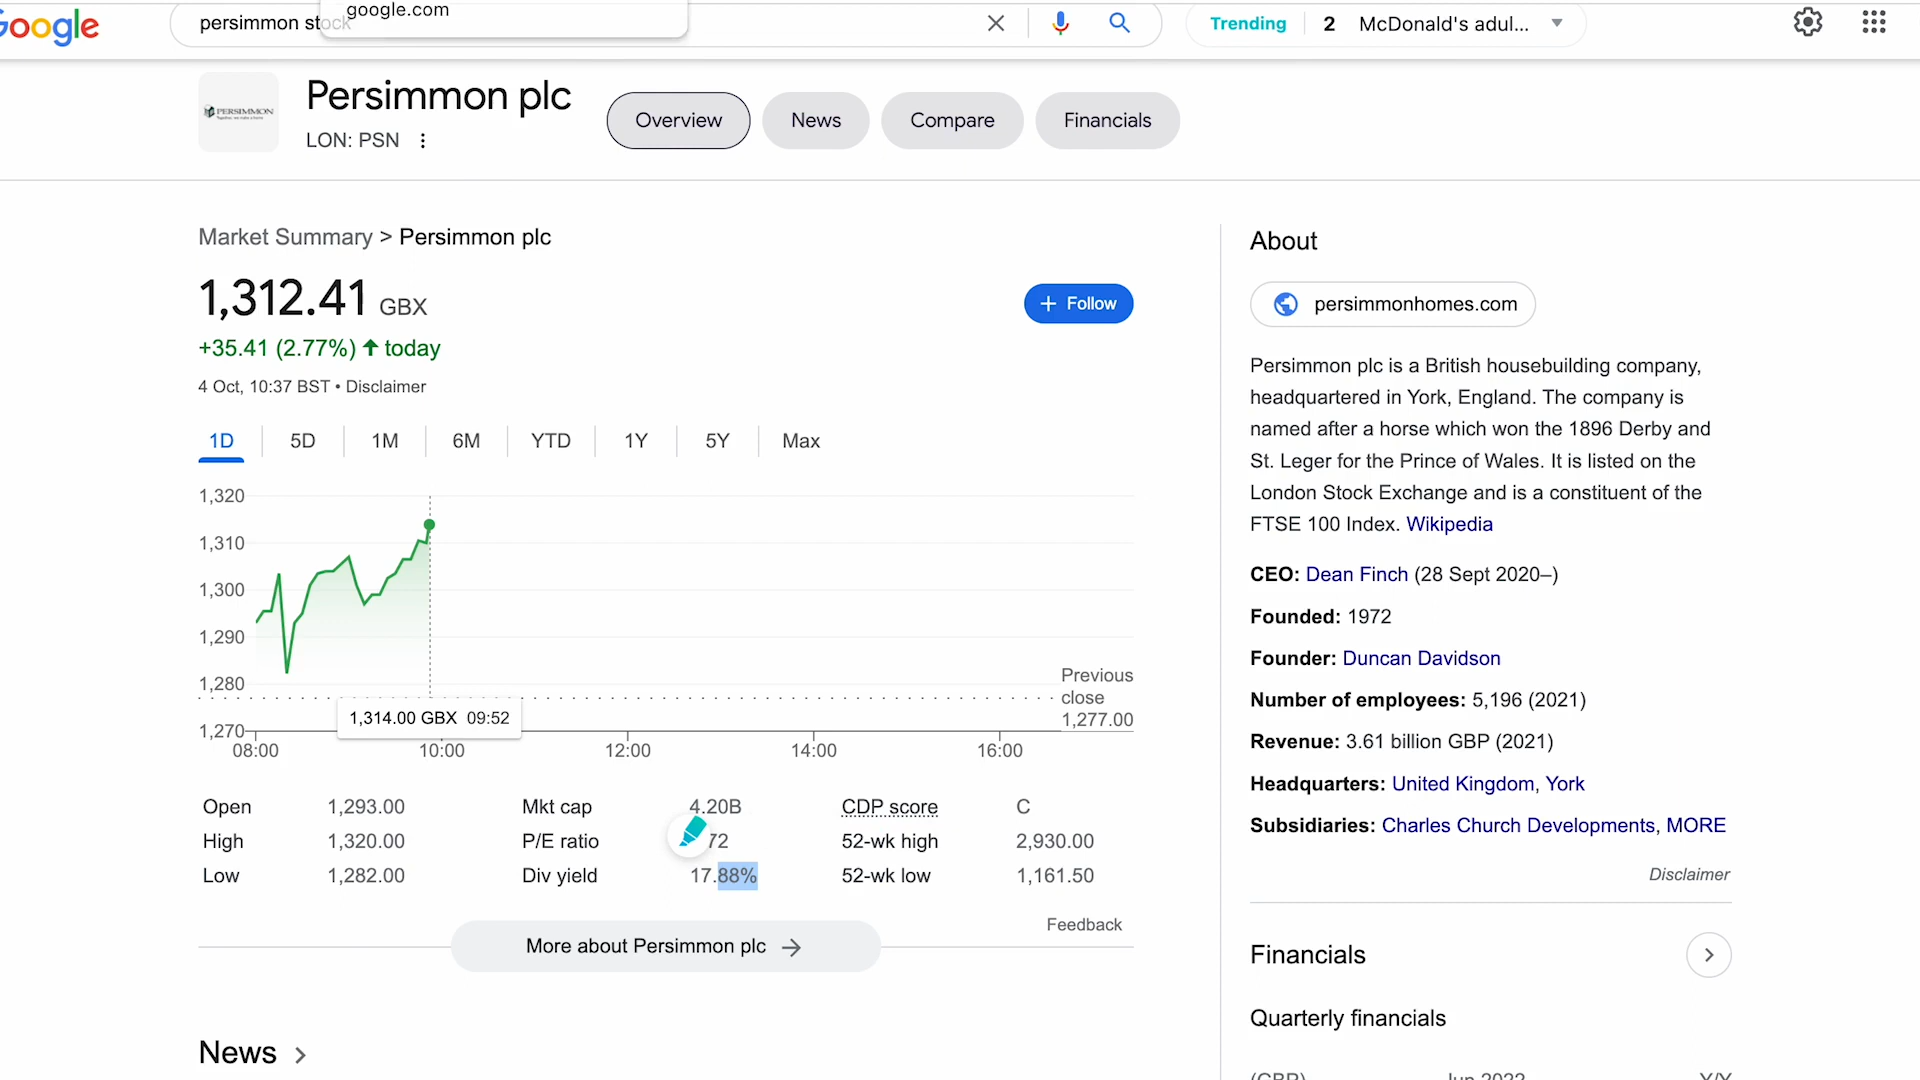 google.com
Google
persimmon stock
Trending 2 McDonald's adul...
PERSIMMON
Persimmon plc
LON: PSN
Overview News Compare Financials
Market Summary > Persimmon plc
1,312.41 GBX
+ Follow
+35.41 (2.77%) ↑ today
4 Oct, 10:37 BST • Disclaimer
1D 5D 1M 6M YTD 1Y 5Y Max
1,320
1,310
1,300
1,290
1,280
1,270
Previous
close
1,277.00
1,314.00 GBX 09:52
08:00 10:00 12:00 14:00 16:00
Open 1,293.00 Mkt cap 4.20B CDP score C
High 1,320.00 P/E ratio 72 52-wk high 2,930.00
Low 1,282.00 Div yield 17.88% 52-wk low 1,161.50
Feedback
More about Persimmon plc →
News >
About
persimmonhomes.com
Persimmon plc is a British housebuilding company,
headquartered in York, England. The company is
named after a horse which won the 1896 Derby and
St. Leger for the Prince of Wales. It is listed on the
London Stock Exchange and is a constituent of the
FTSE 100 Index. Wikipedia
CEO: Dean Finch (28 Sept 2020–)
Founded: 1972
Founder: Duncan Davidson
Number of employees: 5,196 (2021)
Revenue: 3.61 billion GBP (2021)
Headquarters: United Kingdom, York
Subsidiaries: Charles Church Developments, MORE
Disclaimer
Financials
Quarterly financials
(GBP) Jun 2022 Y/Y